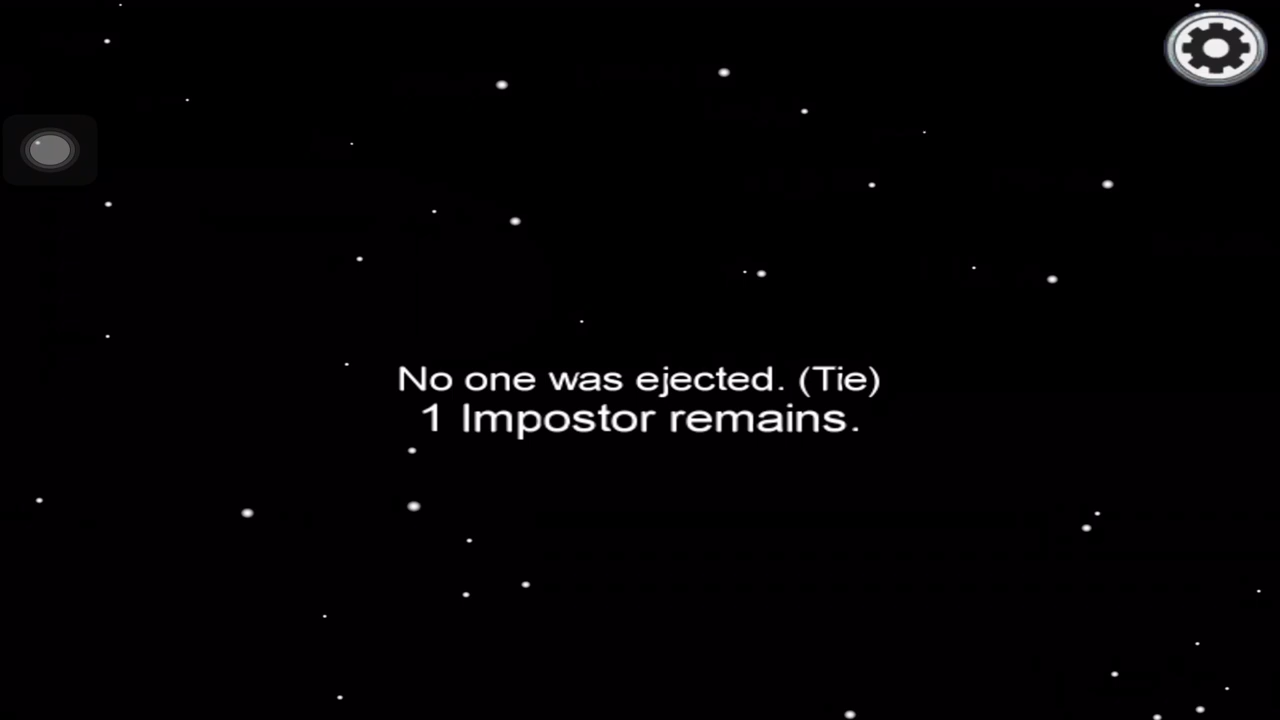 No one was ejected. (Tie)
1 Impostor remains.